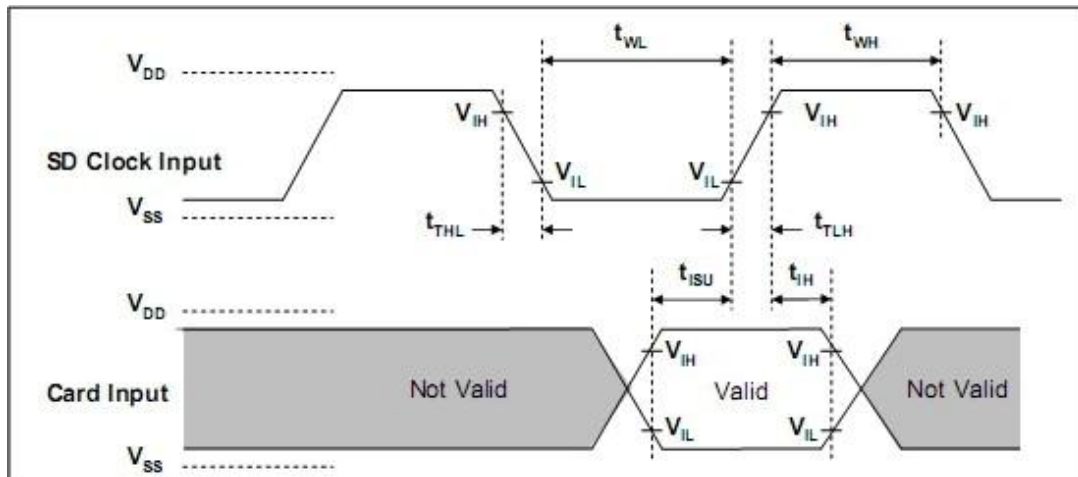 t_WL t_WH
V_DD
V_IH V_IH V_IH
SD Clock Input
V_IL V_IL
V_SS
t_THL t_TLH
t_ISU t_IH
V_DD
V_IH V_IH
Card Input Not Valid Valid Not Valid
V_IL V_IL
V_SS